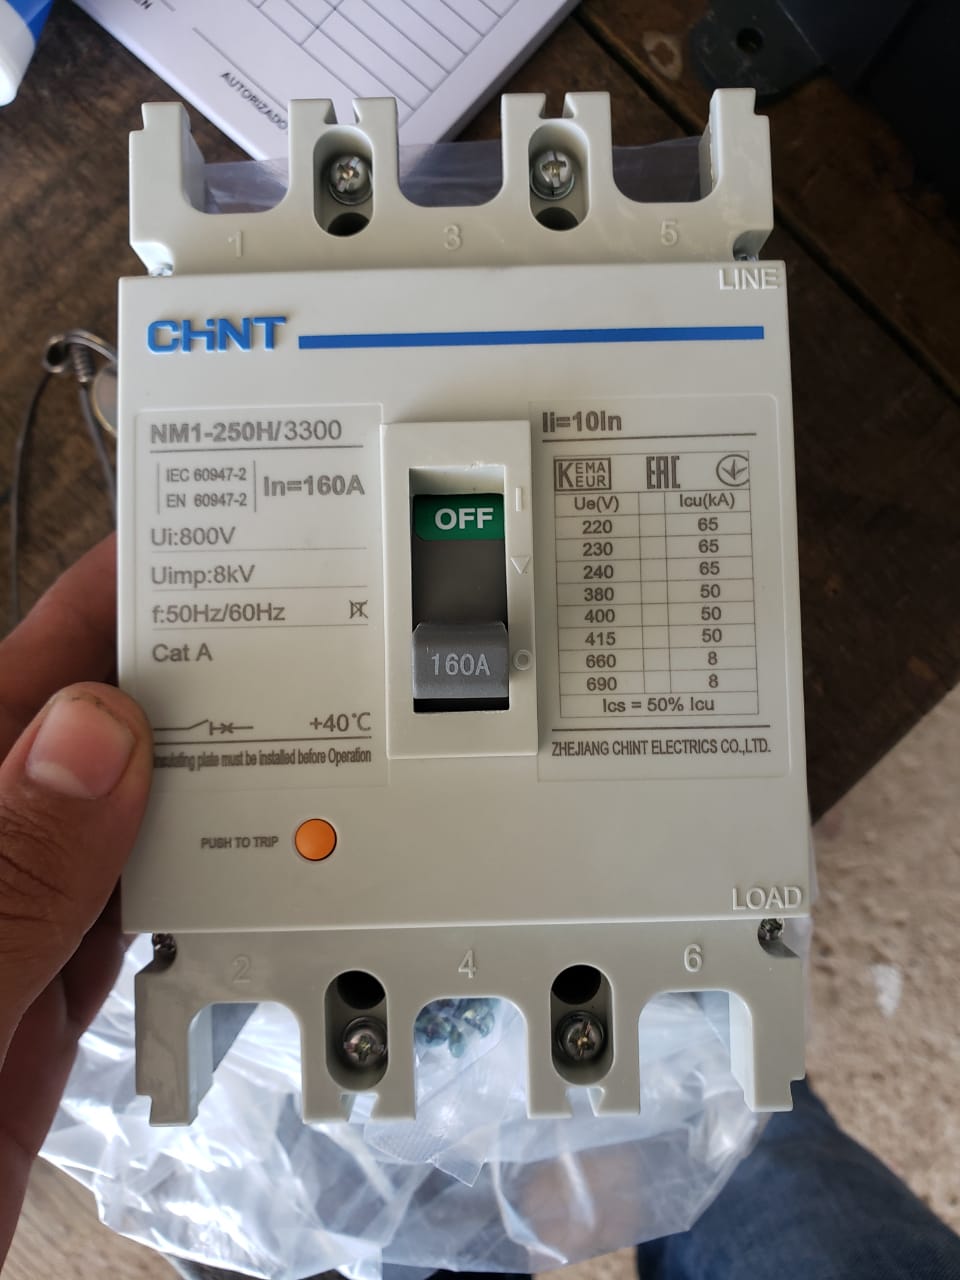 EN
AUTORIZADO
1 3 5
LINE
CHiNT
NM1-250H/3300
IEC 60947-2
EN 60947-2
In=160A
Ui:800V
Uimp:8kV
f:50Hz/60Hz
Cat A
+40℃
Insulating plate must be installed before Operation
PUSH TO TRIP
OFF
160A
I
O
Ii=10In
KEMA
KEUR
EAC
Ue(V) Icu(kA)
220 65
230 65
240 65
380 50
400 50
415 50
660 8
690 8
Ics = 50% Icu
ZHEJIANG CHINT ELECTRICS CO.,LTD.
LOAD
2 4 6